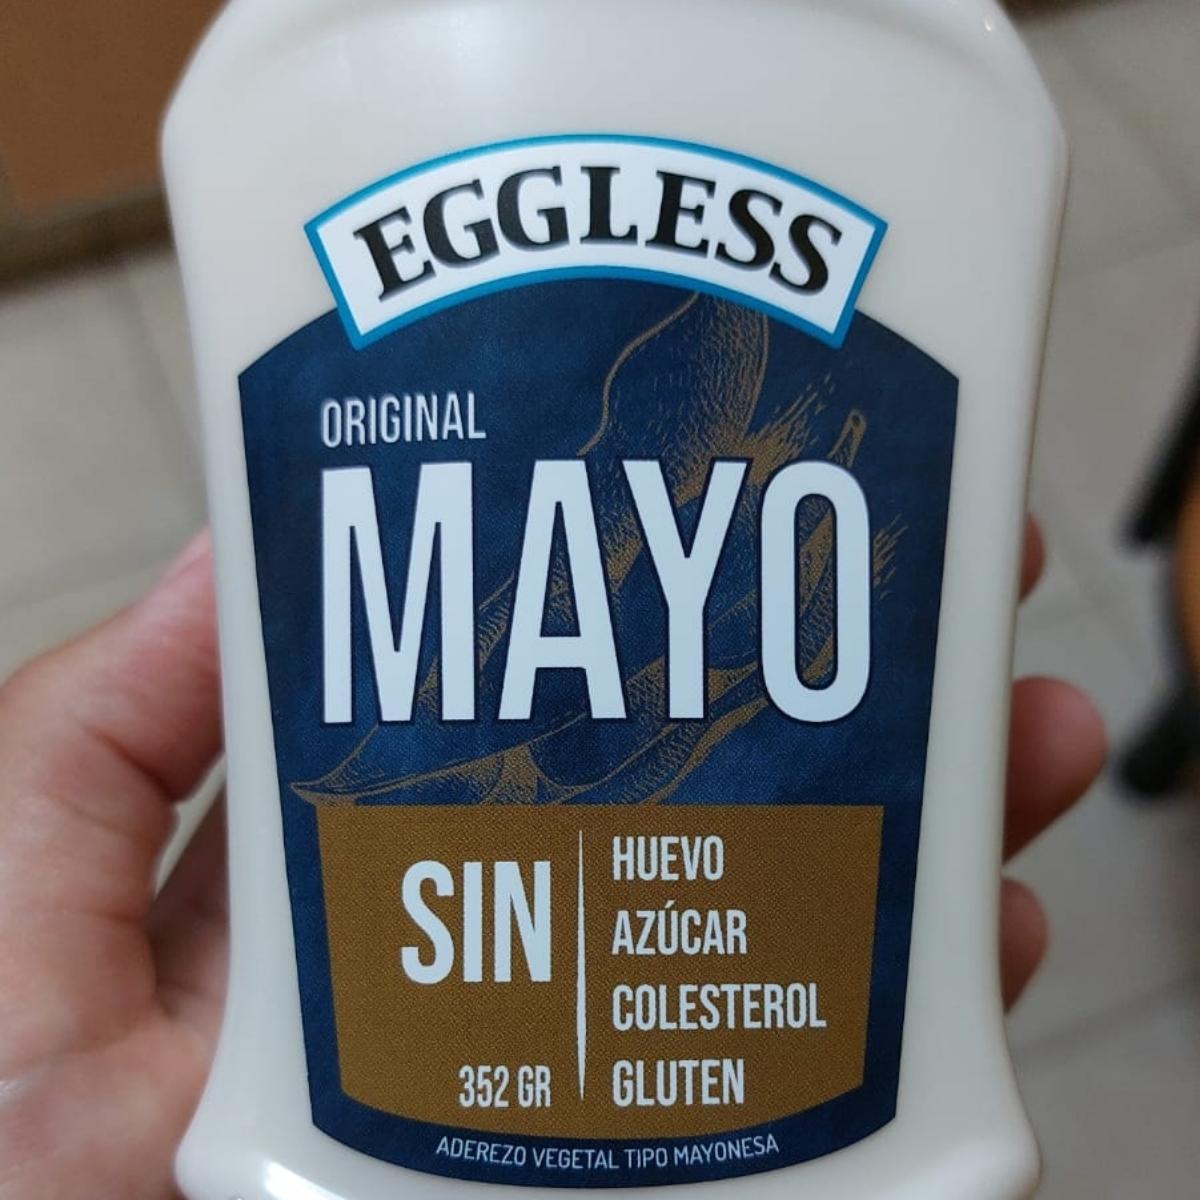 EGGLESS
ORIGINAL
MAYO
SIN
HUEVO
AZÚCAR
COLESTEROL
GLUTEN
352 GR
ADEREZO VEGETAL TIPO MAYONESA